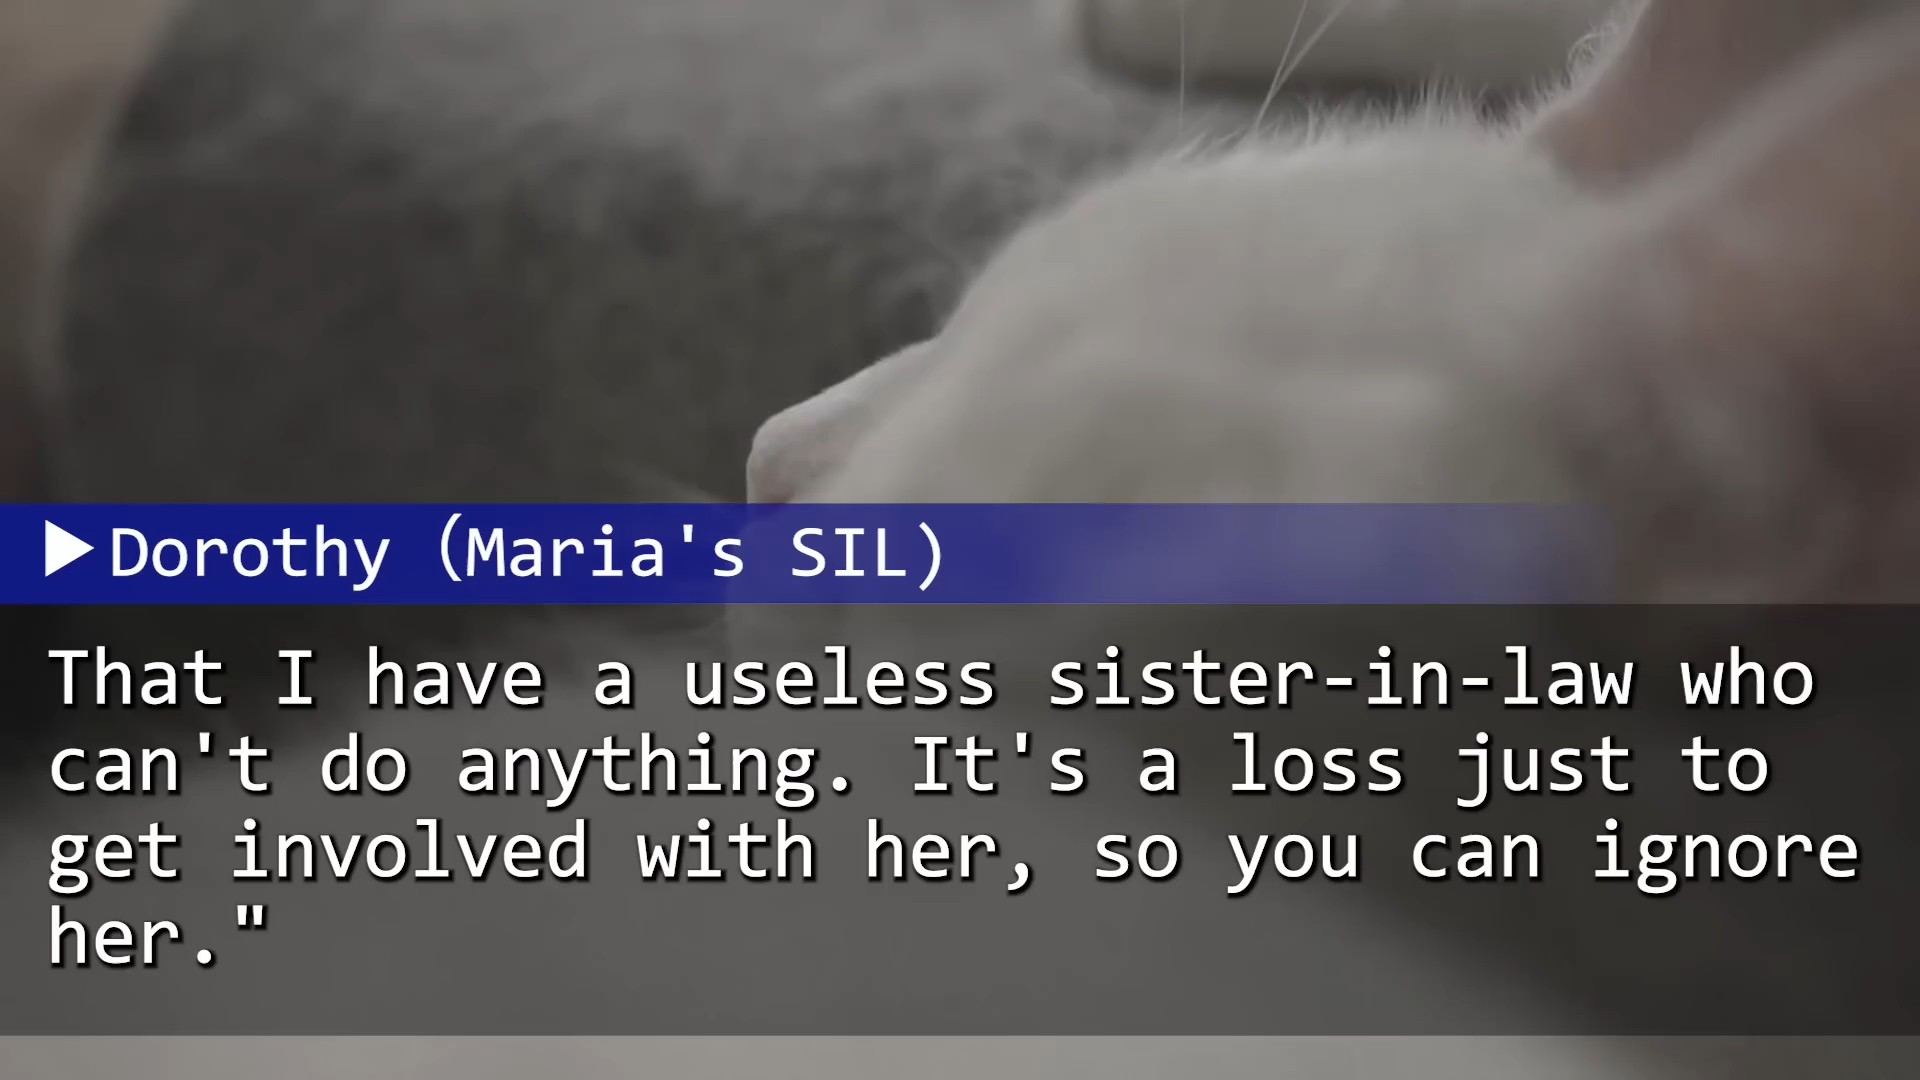 ▶Dorothy (Maria's SIL)
That I have a useless sister-in-law who
can't do anything. It's a loss just to
get involved with her, so you can ignore
her."